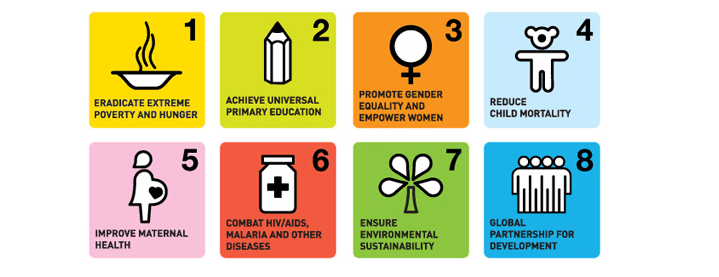 1
ERADICATE EXTREME
POVERTY AND HUNGER
2
ACHIEVE UNIVERSAL
PRIMARY EDUCATION
3
PROMOTE GENDER
EQUALITY AND
EMPOWER WOMEN
4
REDUCE
CHILD MORTALITY
5
IMPROVE MATERNAL
HEALTH
6
COMBAT HIV/AIDS,
MALARIA AND OTHER
DISEASES
7
ENSURE
ENVIRONMENTAL
SUSTAINABILITY
8
GLOBAL
PARTNERSHIP FOR
DEVELOPMENT